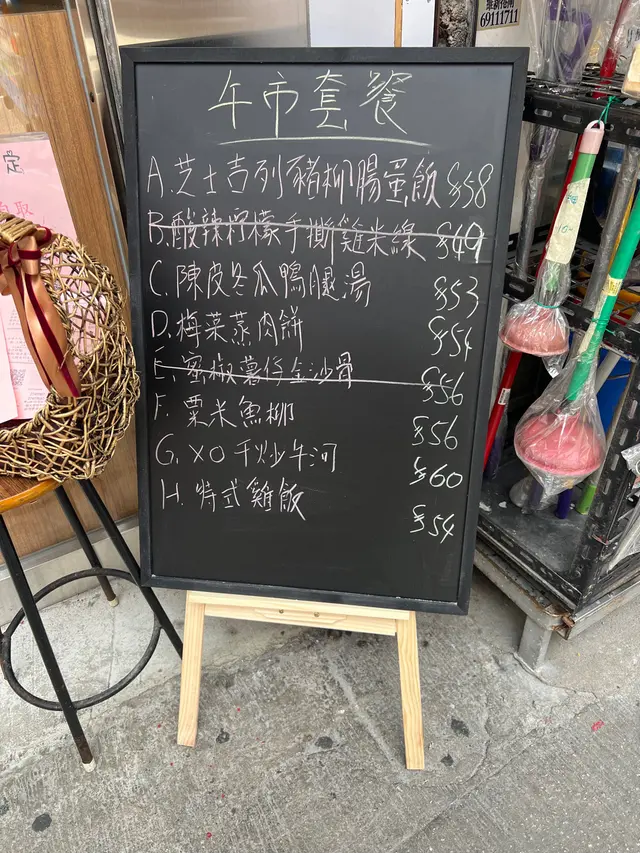 午市套餐
A.芝士吉列豬柳腸蛋飯 $58
B.酸辣檸檬手撕雞米線 $49
C.陳皮冬瓜鴨腿湯 $53
D.梅菜蒸肉餅 $54
E.蜜椒薯仔金沙骨 $56
F.粟米魚柳 $56
G.XO干炒牛河 $60
H.特式雞飯 $54
69111711
定